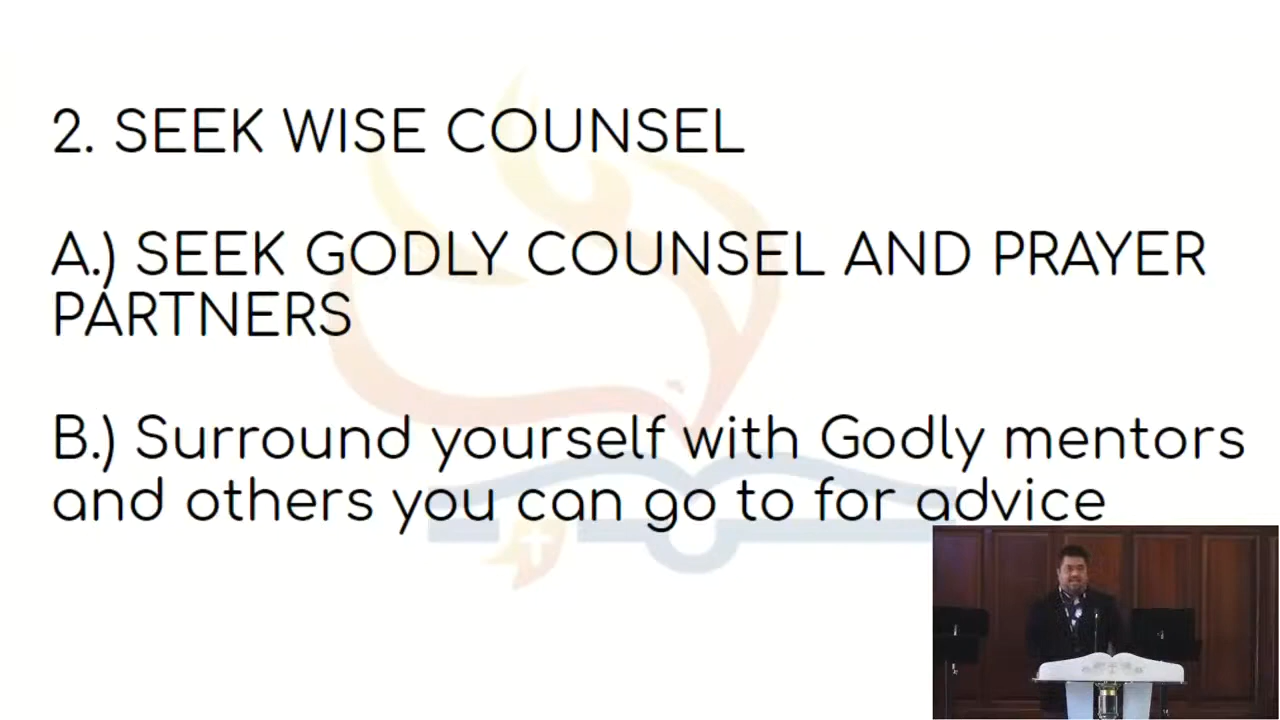 2. SEEK WISE COUNSEL
A.) SEEK GODLY COUNSEL AND PRAYER
PARTNERS
B.) Surround yourself with Godly mentors
and others you can go to for advice